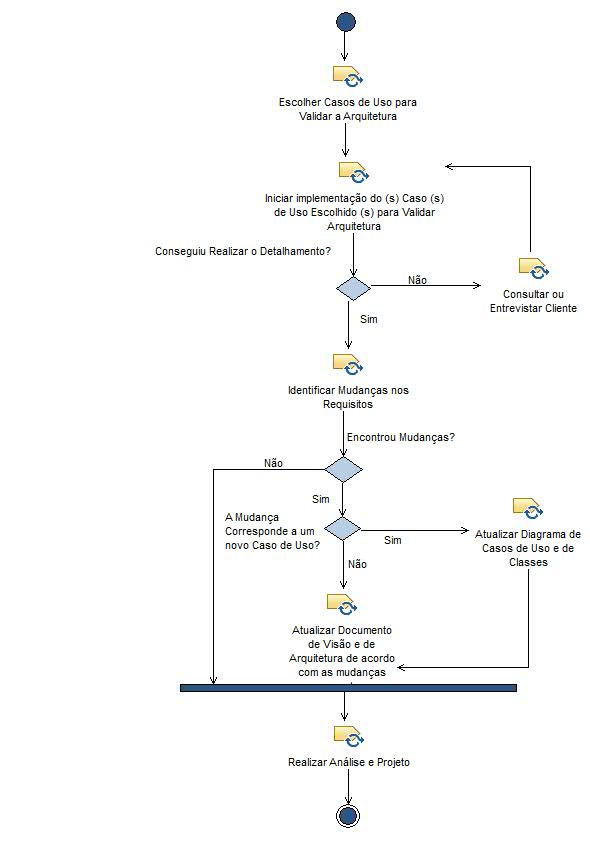 Escolher Casos de Uso para
Validar a Arquitetura
Iniciar implementação do (s) Caso (s)
de Uso Escolhido (s) para Validar
Arquitetura
Conseguiu Realizar o Detalhamento?
Não
Consultar ou
Entrevistar Cliente
Sim
Identificar Mudanças nos
Requisitos
Encontrou Mudanças?
Não
Sim
A Mudança
Corresponde a um
novo Caso de Uso?
Sim
Atualizar Diagrama de
Casos de Uso e de
Classes
Não
Atualizar Documento
de Visão e de
Arquitetura de acordo
com as mudanças
Realizar Análise e Projeto